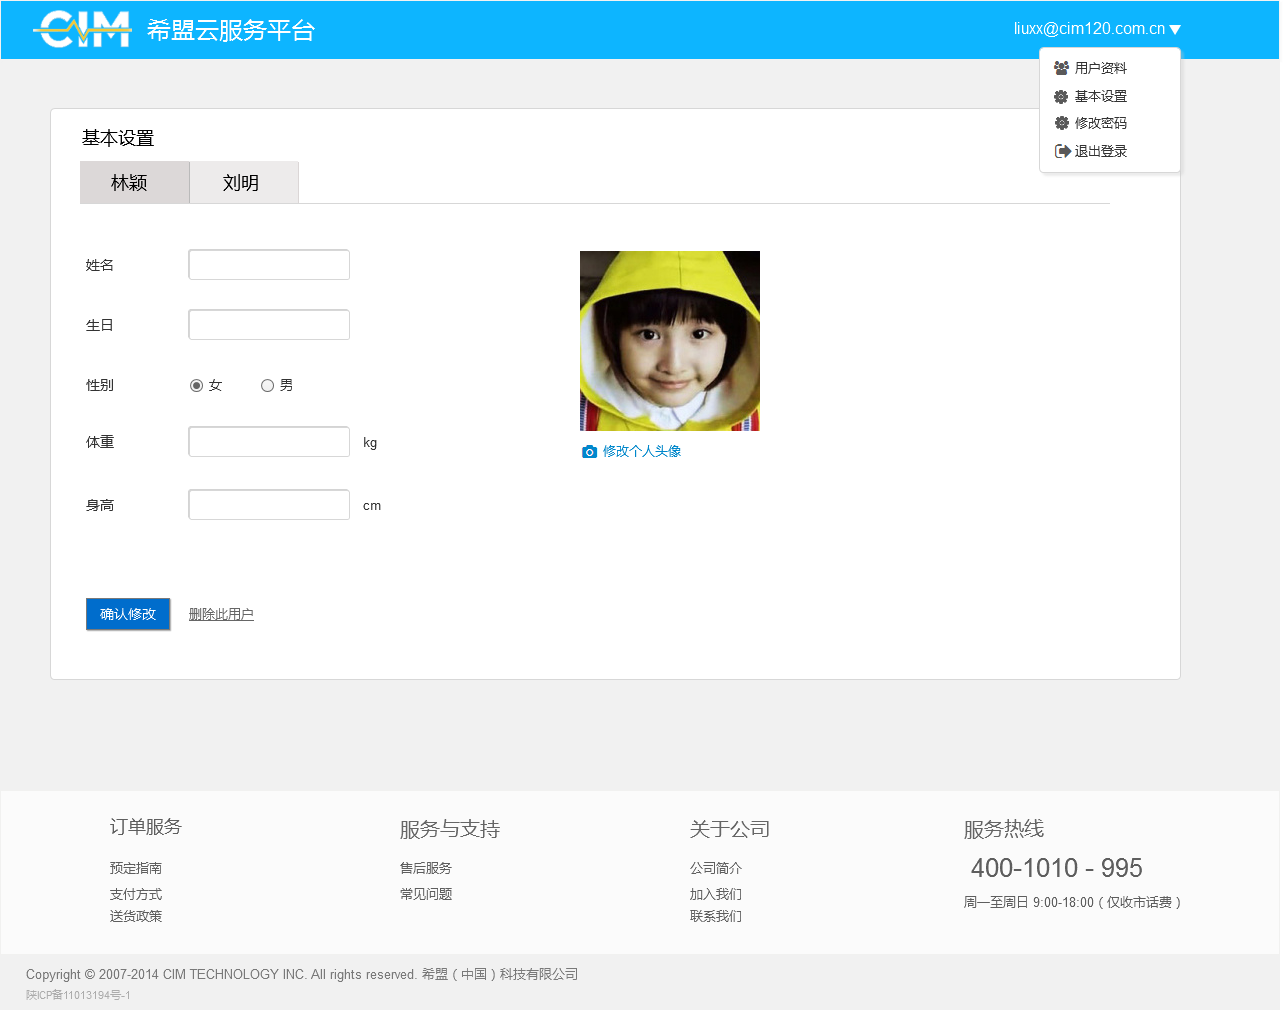 CIM 希盟云服务平台
liuxx@cim120.com.cn
用户资料
基本设置
修改密码
退出登录
基本设置
林颖 刘明
姓名
生日
性别 女 男
体重 kg
身高 cm
修改个人头像
确认修改 删除此用户
订单服务
预定指南
支付方式
送货政策
服务与支持
售后服务
常见问题
关于公司
公司简介
加入我们
联系我们
服务热线
400-1010 - 995
周一至周日 9:00-18:00 ( 仅收市话费 )
Copyright © 2007-2014 CIM TECHNOLOGY INC. All rights reserved. 希盟 ( 中国 ) 科技有限公司
陕ICP备11013194号-1